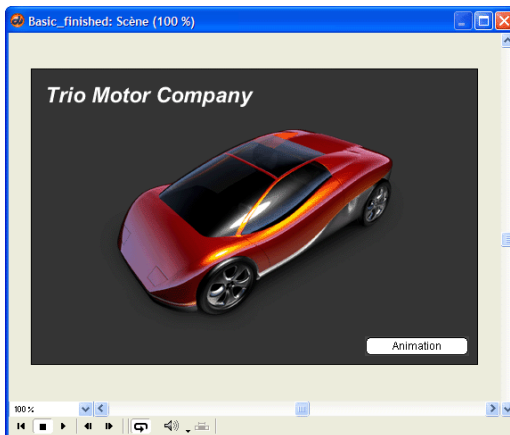 Basic_finished: Scène (100 %)
Trio Motor Company
Animation
100 %